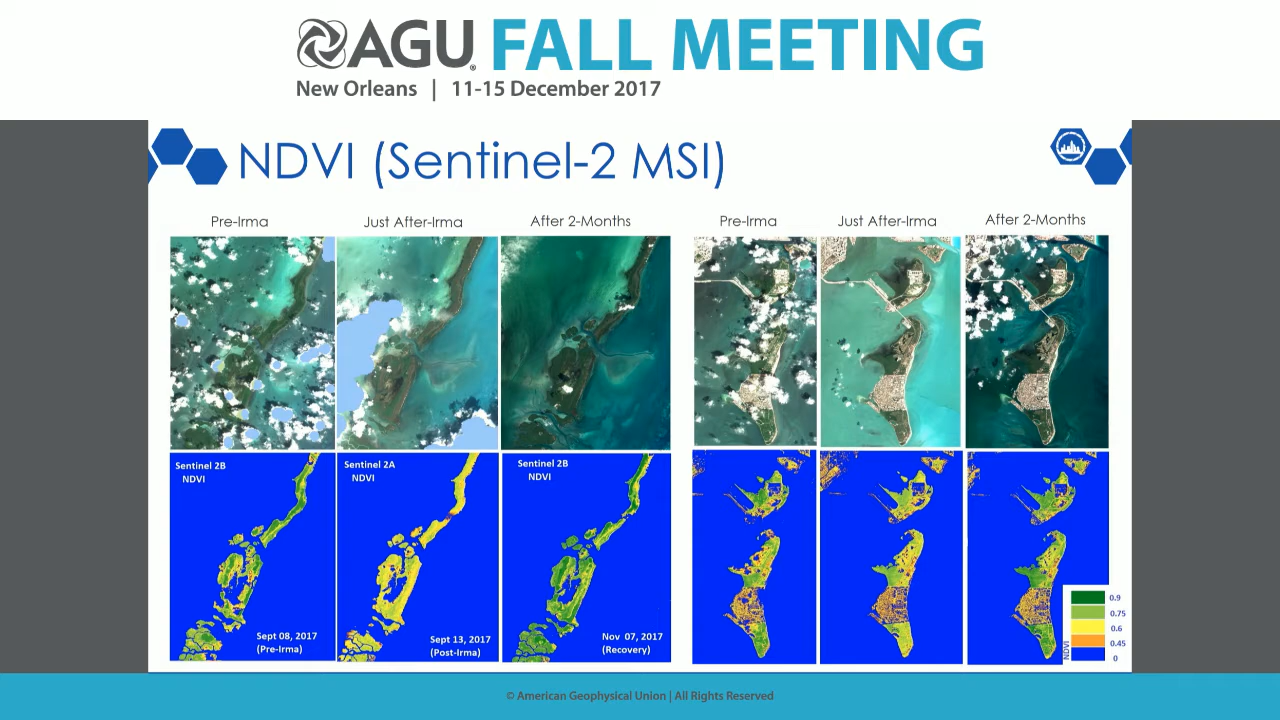 AGU FALL MEETING
New Orleans | 11-15 December 2017
NDVI (Sentinel-2 MSI)
Pre-Irma
Just After-Irma
After 2-Months
Pre-Irma
Just After-Irma
After 2-Months
Sentinel 2B
NDVI
Sept 08, 2017
(Pre-Irma)
Sentinel 2A
NDVI
Sept 13, 2017
(Post-Irma)
Sentinel 2B
NDVI
Nov 07, 2017
(Recovery)
NDVI
0.9
0.75
0.6
0.45
0
© American Geophysical Union | All Rights Reserved